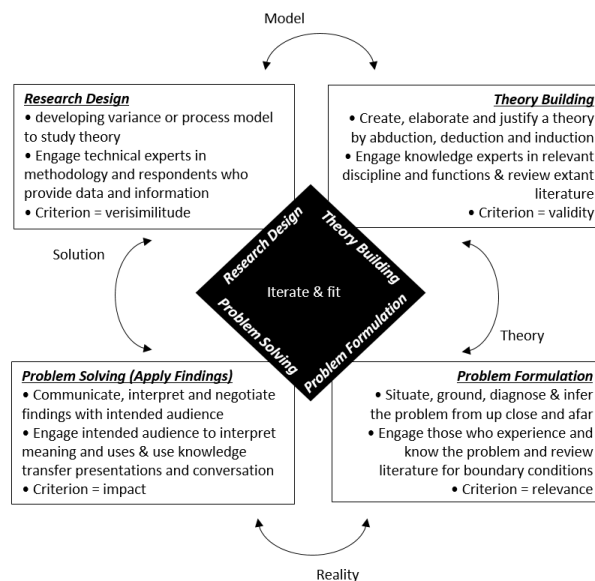 Model
Research Design
• developing variance or process model
to study theory
• Engage technical experts in
methodology and respondents who
provide data and information
• Criterion = verisimilitude
Theory Building
• Create, elaborate and justify a theory
by abduction, deduction and induction
• Engage knowledge experts in relevant
discipline and functions & review extant
literature
• Criterion = validity
Solution
Research Design
Theory Building
Iterate & fit
Problem Solving
Problem Formulation
Theory
Problem Solving (Apply Findings)
• Communicate, interpret and negotiate
findings with intended audience
• Engage intended audience to interpret
meaning and uses & use knowledge
transfer presentations and conversation
• Criterion = impact
Problem Formulation
• Situate, ground, diagnose & infer
the problem from up close and afar
• Engage those who experience and
know the problem and review
literature for boundary conditions
• Criterion = relevance
Reality